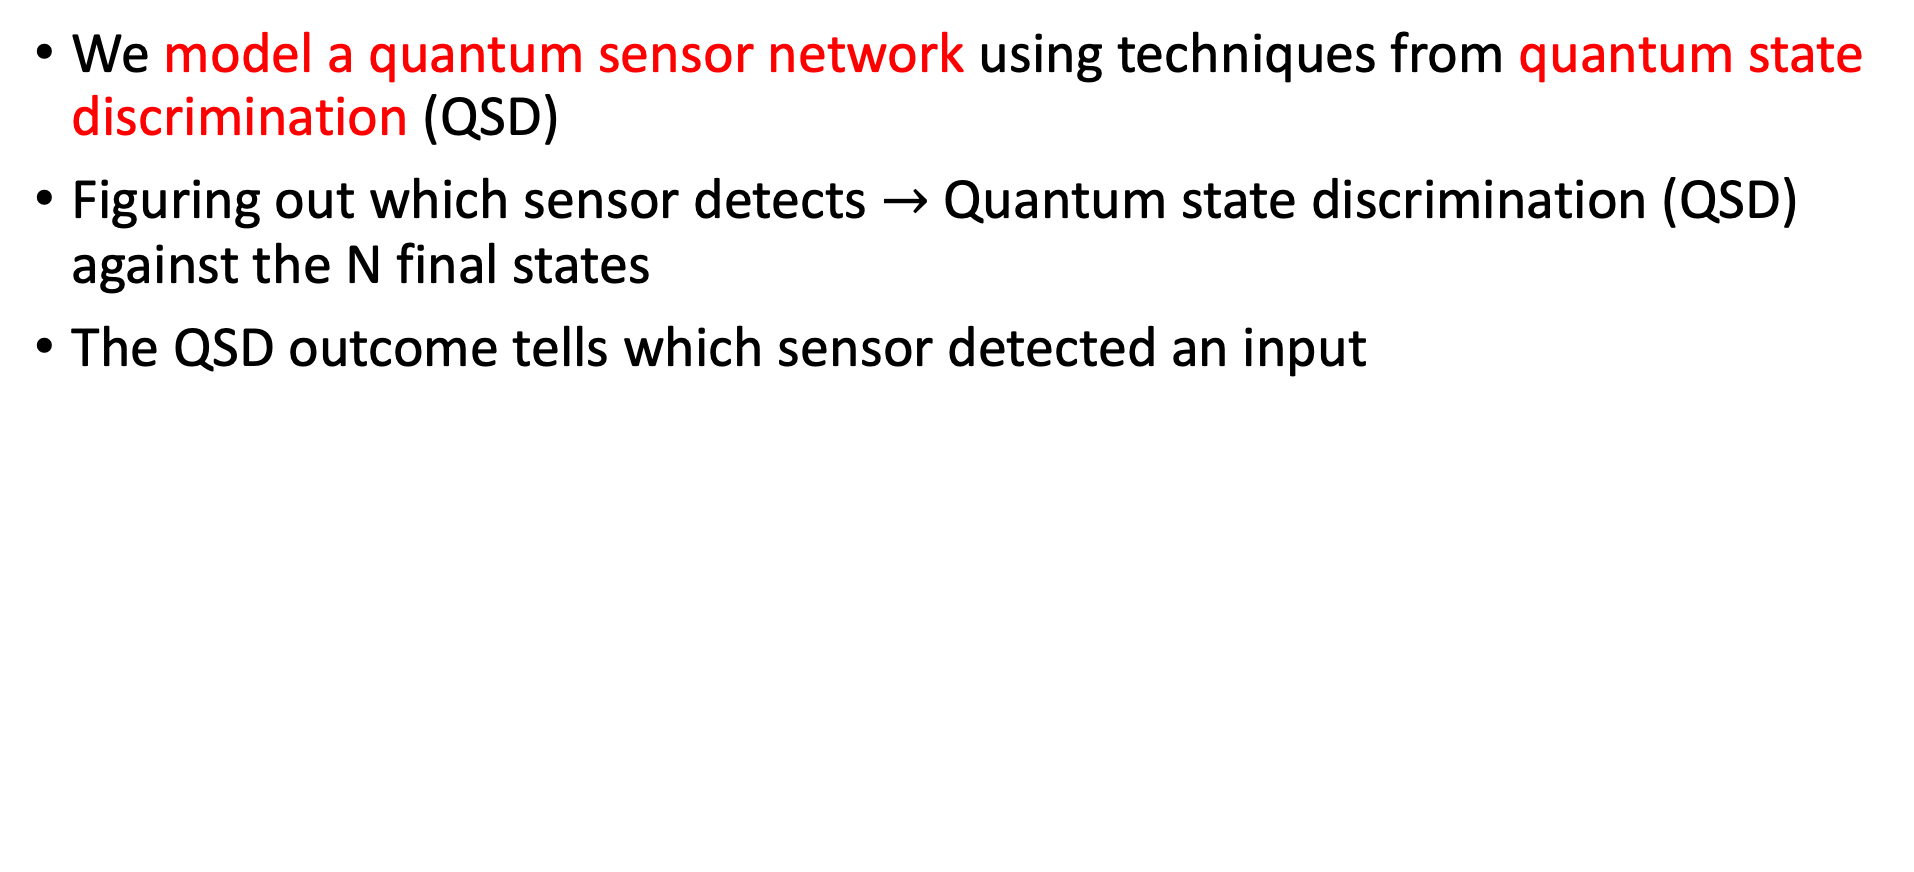 • We model a quantum sensor network using techniques from quantum state
discrimination (QSD)
• Figuring out which sensor detects → Quantum state discrimination (QSD)
against the N final states
• The QSD outcome tells which sensor detected an input